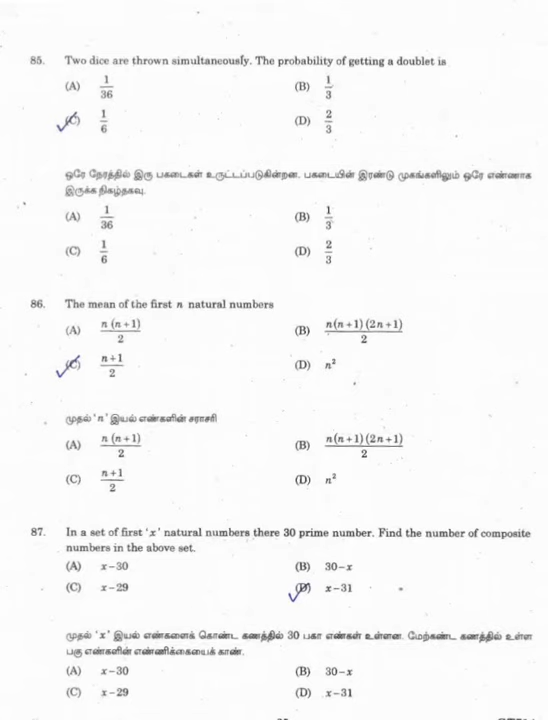 85. Two dice are thrown simultaneously. The probability of getting a doublet is
(A) 1/36 (B) 1/3
(C) 1/6 (D) 2/3
ஒரே நேரத்தில் இரு பகடைகள் உருட்டப்படுகின்றன. பகடையின் இரண்டு முகங்களிலும் ஒரே எண்ணாக
இருக்க நிகழ்தகவு.
(A) 1/36 (B) 1/3
(C) 1/6 (D) 2/3
86. The mean of the first n natural numbers
(A) n (n+1)/2 (B) n(n+1) (2n+1)/2
(C) n+1/2 (D) n²
முதல் 'n' இயல் எண்களின் சராசரி
(A) n (n+1)/2 (B) n(n+1) (2n+1)/2
(C) n+1/2 (D) n²
87. In a set of first 'x' natural numbers there 30 prime number. Find the number of composite
numbers in the above set.
(A) x-30 (B) 30-x
(C) x-29 (D) x-31
முதல் 'x' இயல் எண்களைக் கொண்ட கணத்தில் 30 பகா எண்கள் உள்ளன. மேற்கண்ட கணத்தில் உள்ள
பகு எண்களின் எண்ணிக்கையைக் காண்.
(A) x-30 (B) 30-x
(C) x-29 (D) x-31